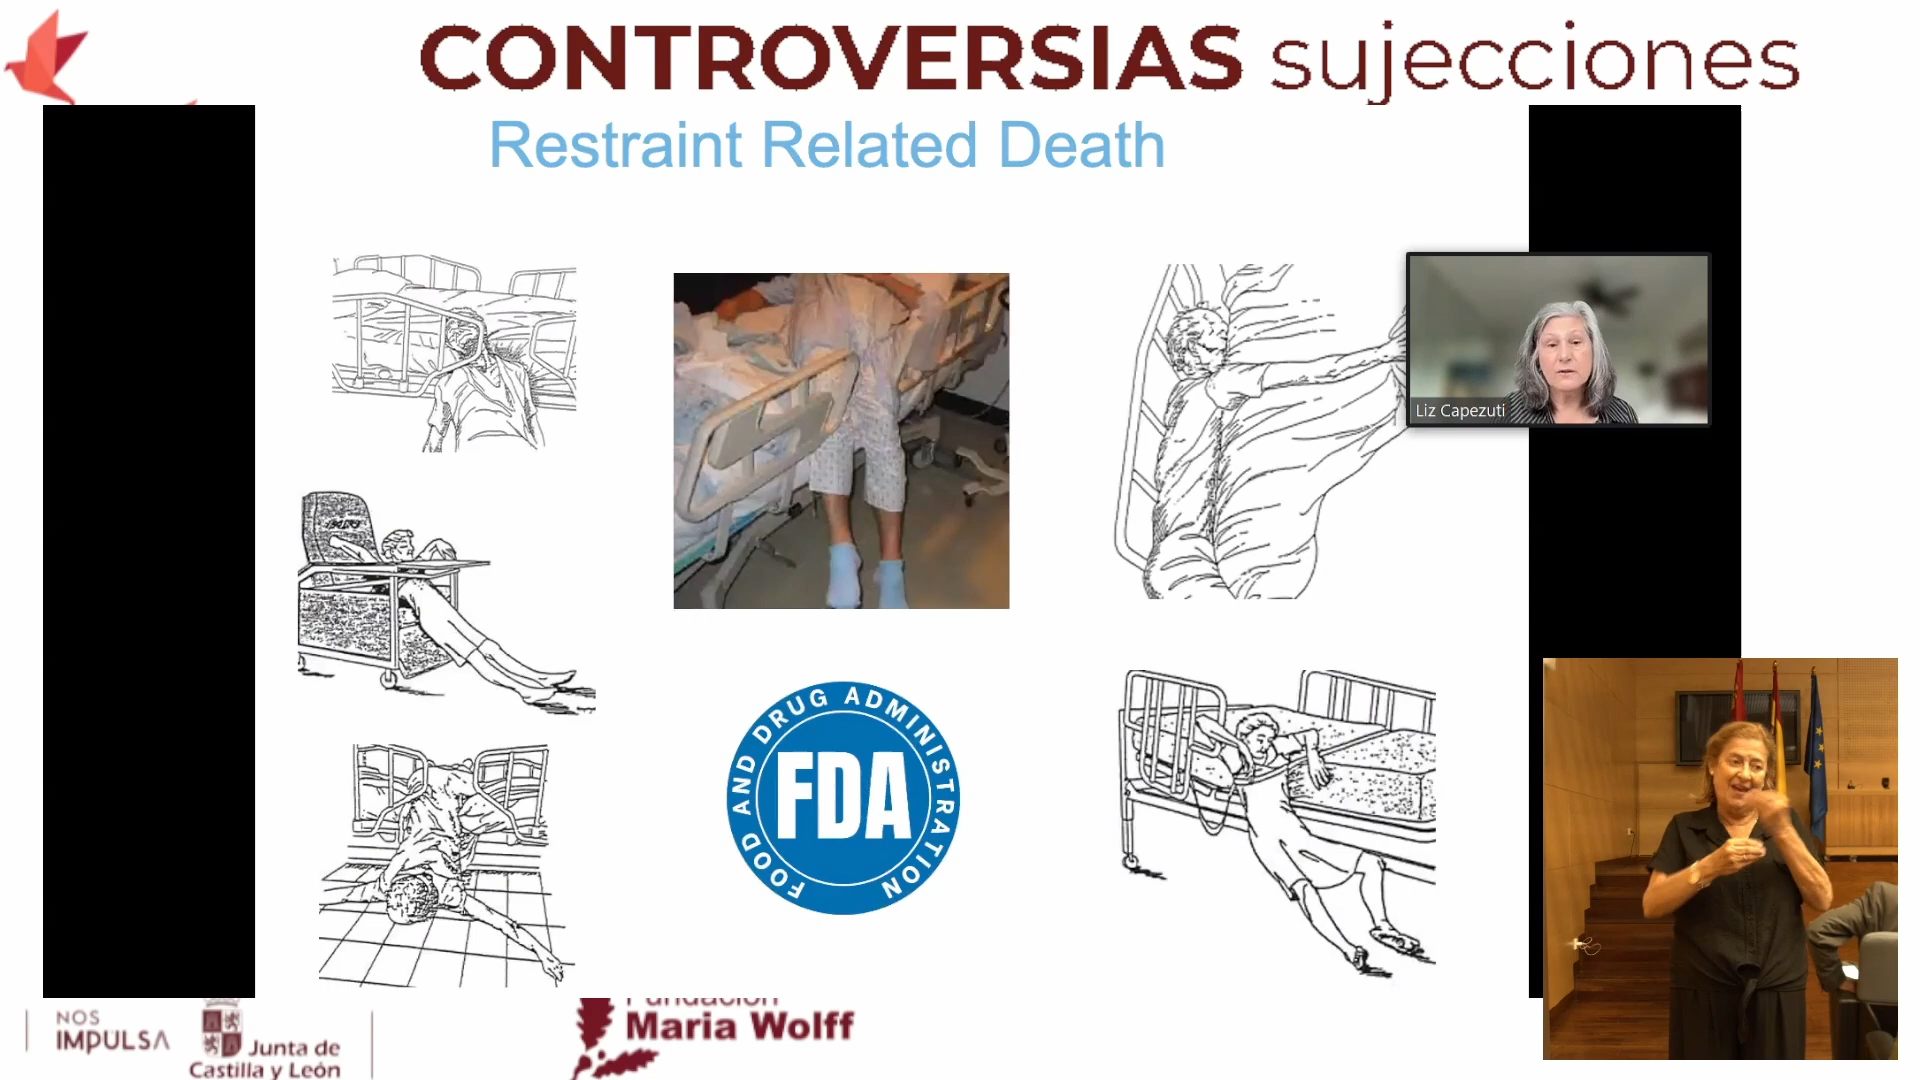 CONTROVERSIAS sujecciones
Restraint Related Death
Liz Capezuti
FOOD AND DRUG ADMINISTRATION
FDA
NOS
IMPULSA
Junta de
Castilla y León
Fundación
Maria Wolff